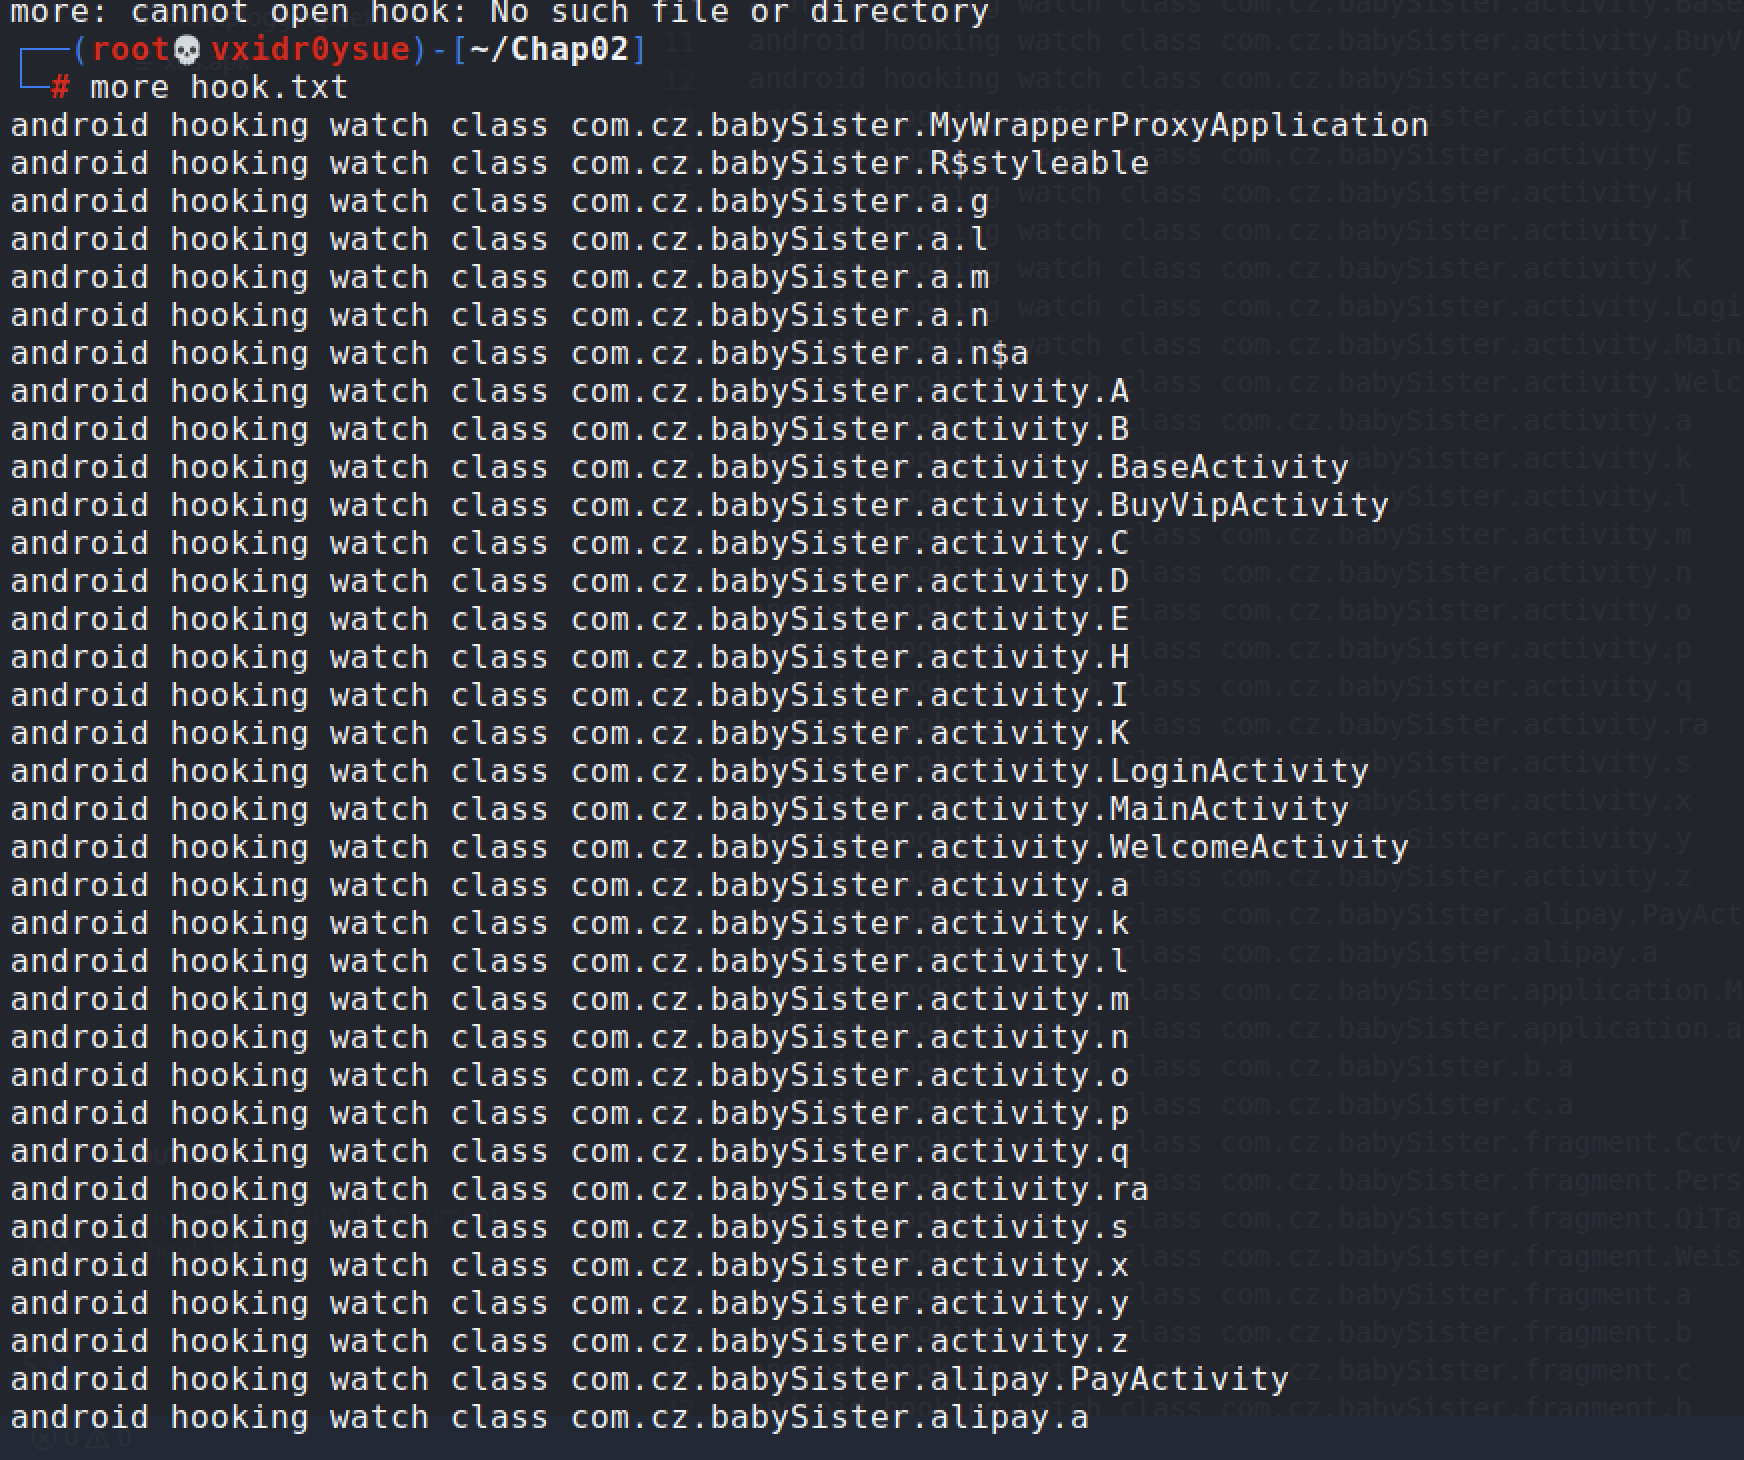 more: cannot open hook: No such file or directory
(root💀vxidr0ysue)-[~/Chap02]
# more hook.txt
android hooking watch class com.cz.babySister.MyWrapperProxyApplication
android hooking watch class com.cz.babySister.R$styleable
android hooking watch class com.cz.babySister.a.g
android hooking watch class com.cz.babySister.a.l
android hooking watch class com.cz.babySister.a.m
android hooking watch class com.cz.babySister.a.n
android hooking watch class com.cz.babySister.a.n$a
android hooking watch class com.cz.babySister.activity.A
android hooking watch class com.cz.babySister.activity.B
android hooking watch class com.cz.babySister.activity.BaseActivity
android hooking watch class com.cz.babySister.activity.BuyVipActivity
android hooking watch class com.cz.babySister.activity.C
android hooking watch class com.cz.babySister.activity.D
android hooking watch class com.cz.babySister.activity.E
android hooking watch class com.cz.babySister.activity.H
android hooking watch class com.cz.babySister.activity.I
android hooking watch class com.cz.babySister.activity.K
android hooking watch class com.cz.babySister.activity.LoginActivity
android hooking watch class com.cz.babySister.activity.MainActivity
android hooking watch class com.cz.babySister.activity.WelcomeActivity
android hooking watch class com.cz.babySister.activity.a
android hooking watch class com.cz.babySister.activity.k
android hooking watch class com.cz.babySister.activity.l
android hooking watch class com.cz.babySister.activity.m
android hooking watch class com.cz.babySister.activity.n
android hooking watch class com.cz.babySister.activity.o
android hooking watch class com.cz.babySister.activity.p
android hooking watch class com.cz.babySister.activity.q
android hooking watch class com.cz.babySister.activity.ra
android hooking watch class com.cz.babySister.activity.s
android hooking watch class com.cz.babySister.activity.x
android hooking watch class com.cz.babySister.activity.y
android hooking watch class com.cz.babySister.activity.z
android hooking watch class com.cz.babySister.alipay.PayActivity
android hooking watch class com.cz.babySister.alipay.a